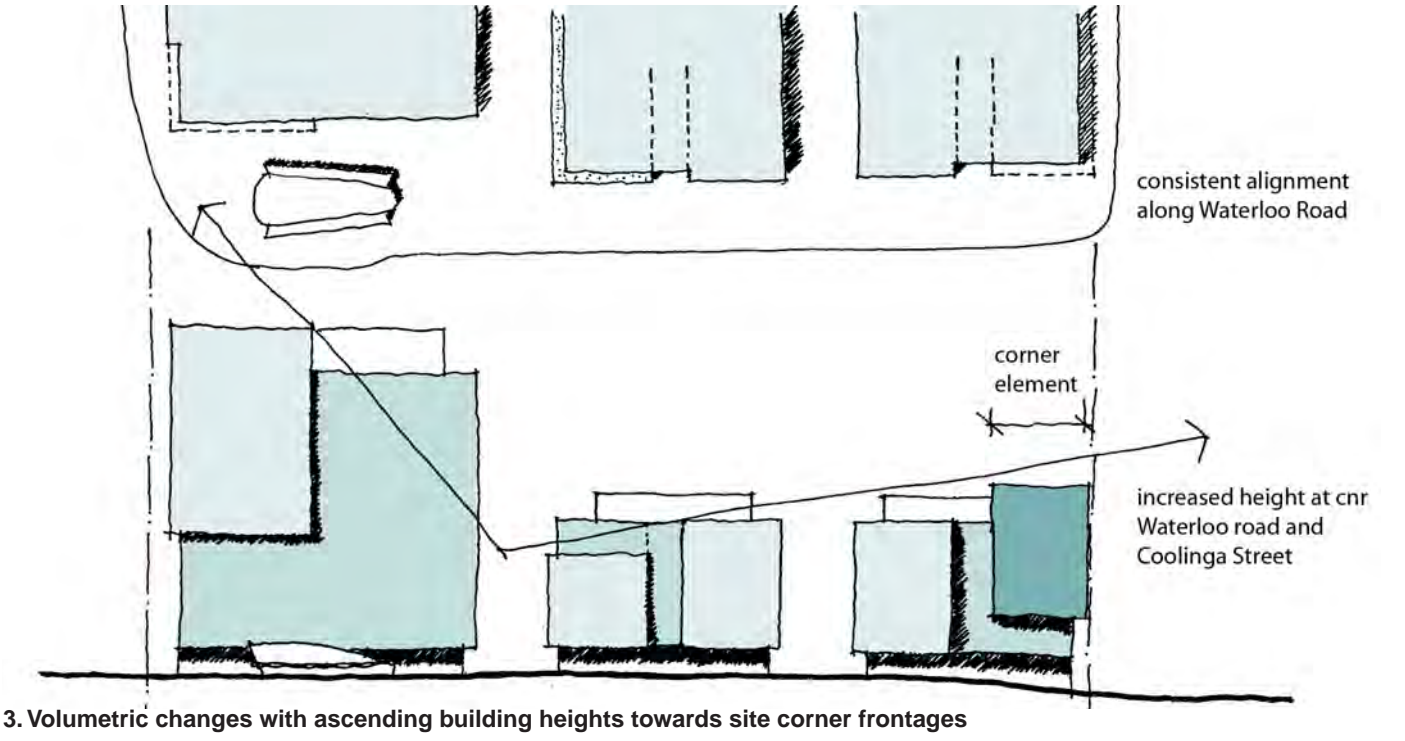 consistent alignment
along Waterloo Road
corner
element
increased height at cnr
Waterloo road and
Coolinga Street
3. Volumetric changes with ascending building heights towards site corner frontages